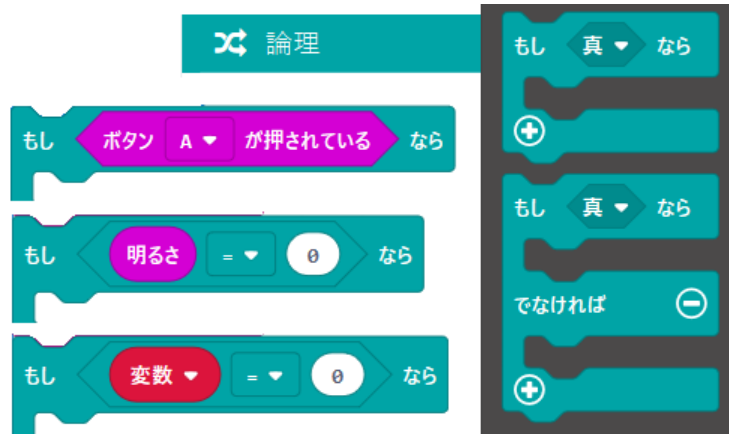 論理
もし ボタン A が押されている なら
もし 明るさ = 0 なら
もし 変数 = 0 なら
もし 真 なら
もし 真 なら
でなければ